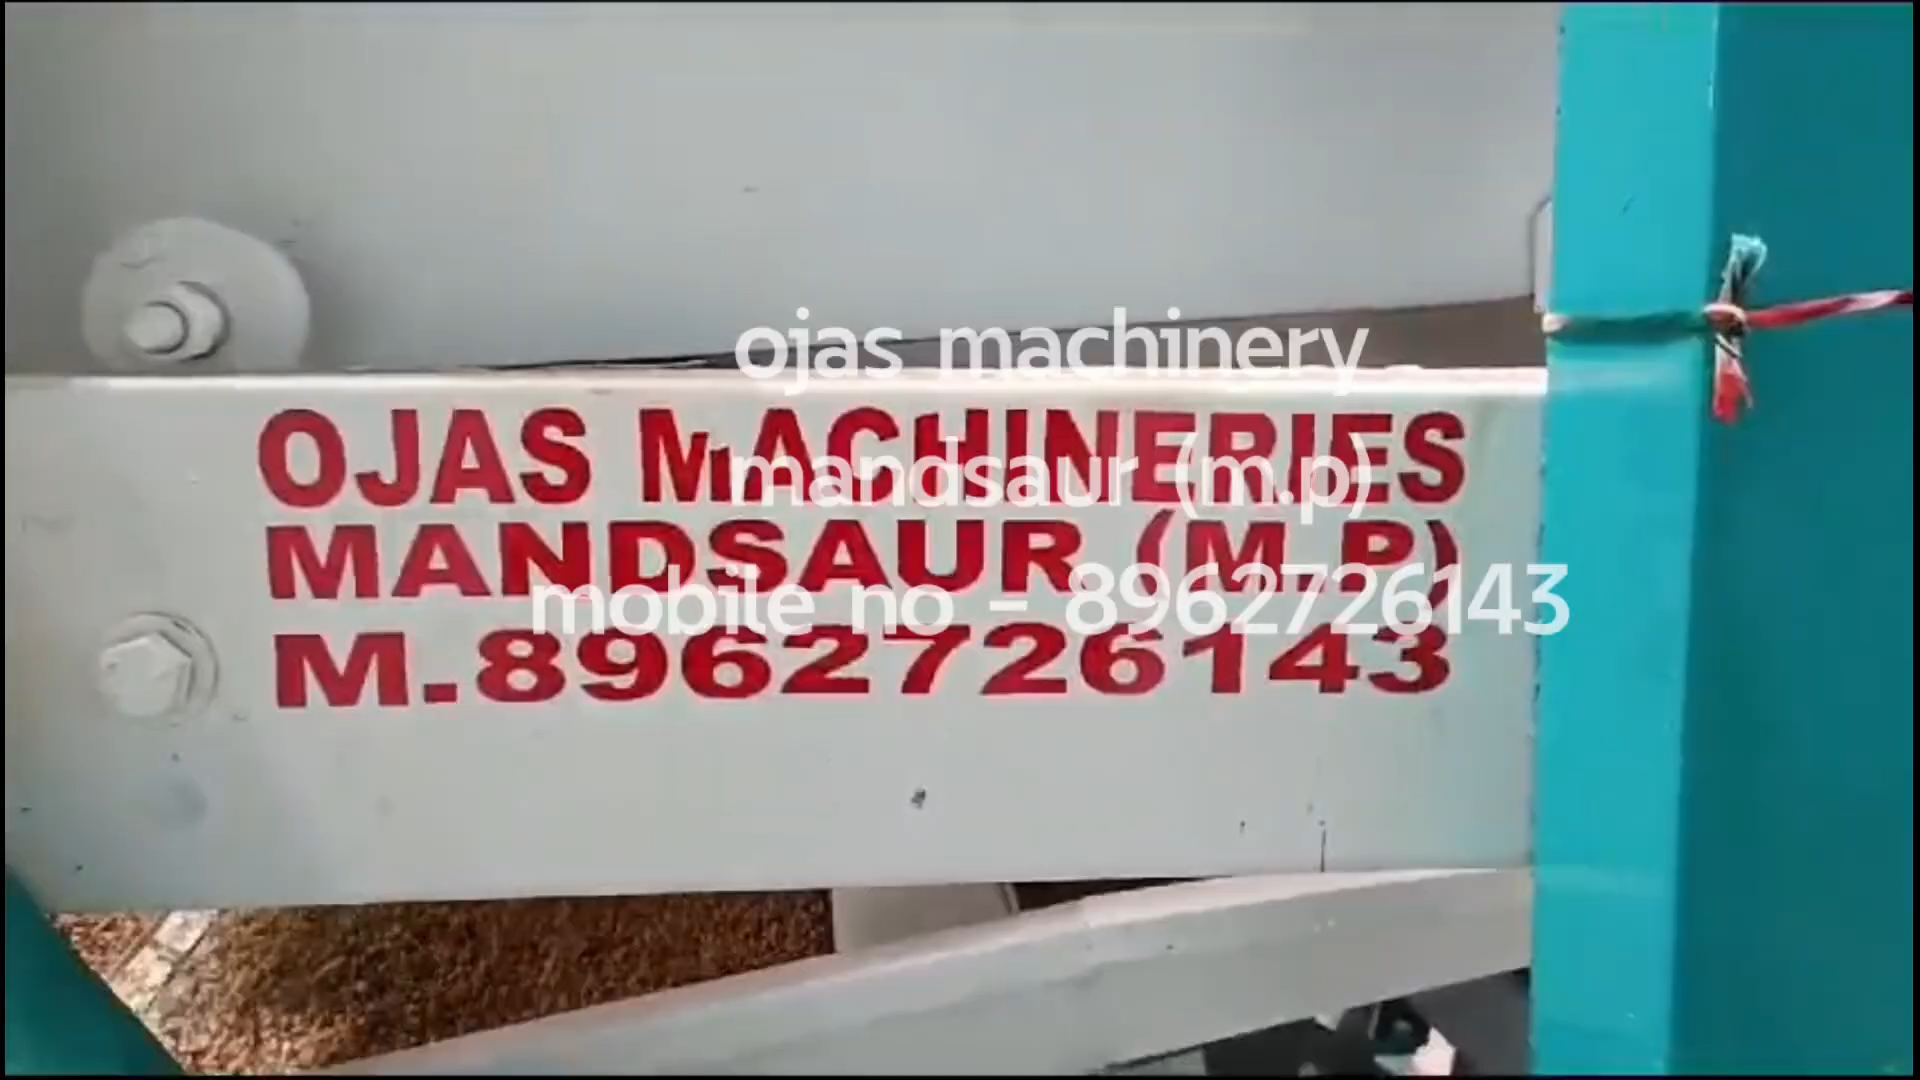 ojas machinery
OJAS MACHINERIES
mandsaur (m.p)
MANDSAUR (M.P)
mobile no - 8962726143
M.8962726143